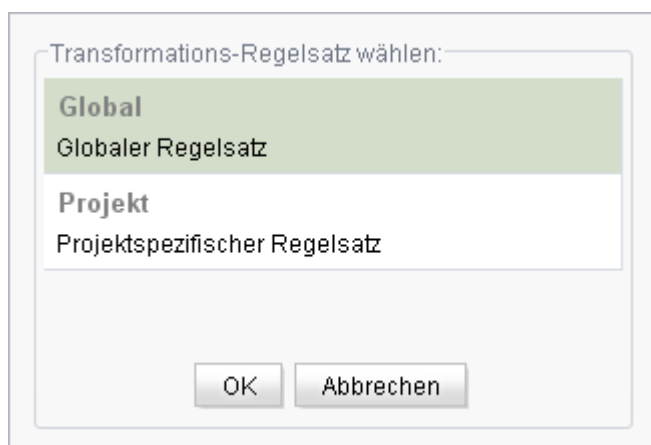 Transformations-Regelsatz wählen:
Global
Globaler Regelsatz
Projekt
Projektspezifischer Regelsatz
OK
Abbrechen